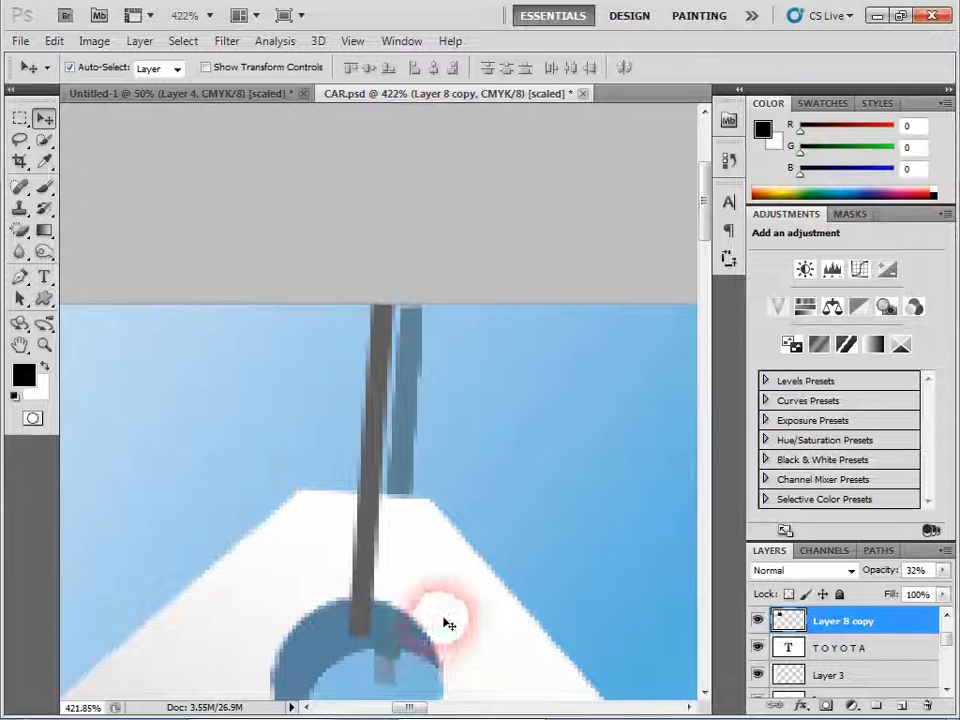 Ps Br Mb 422% ESSENTIALS DESIGN PAINTING CS Live
File Edit Image Layer Select Filter Analysis 3D View Window Help
Auto-Select: Layer Show Transform Controls
Untitled-1 @ 50% (Layer 4, CMYK/8) [scaled] * CAR.psd @ 422% (Layer 8 copy, CMYK/8) [scaled] *
COLOR SWATCHES STYLES
Mb
R 0
G 0
B 0
A
T
ADJUSTMENTS MASKS
Add an adjustment
Levels Presets
Curves Presets
Exposure Presets
Hue/Saturation Presets
Black & White Presets
Channel Mixer Presets
Selective Color Presets
LAYERS CHANNELS PATHS
Normal Opacity: 32%
Lock: Fill: 100%
Layer 8 copy
T TOYOTA
Layer 3
421.85% Doc: 3.55M/26.9M